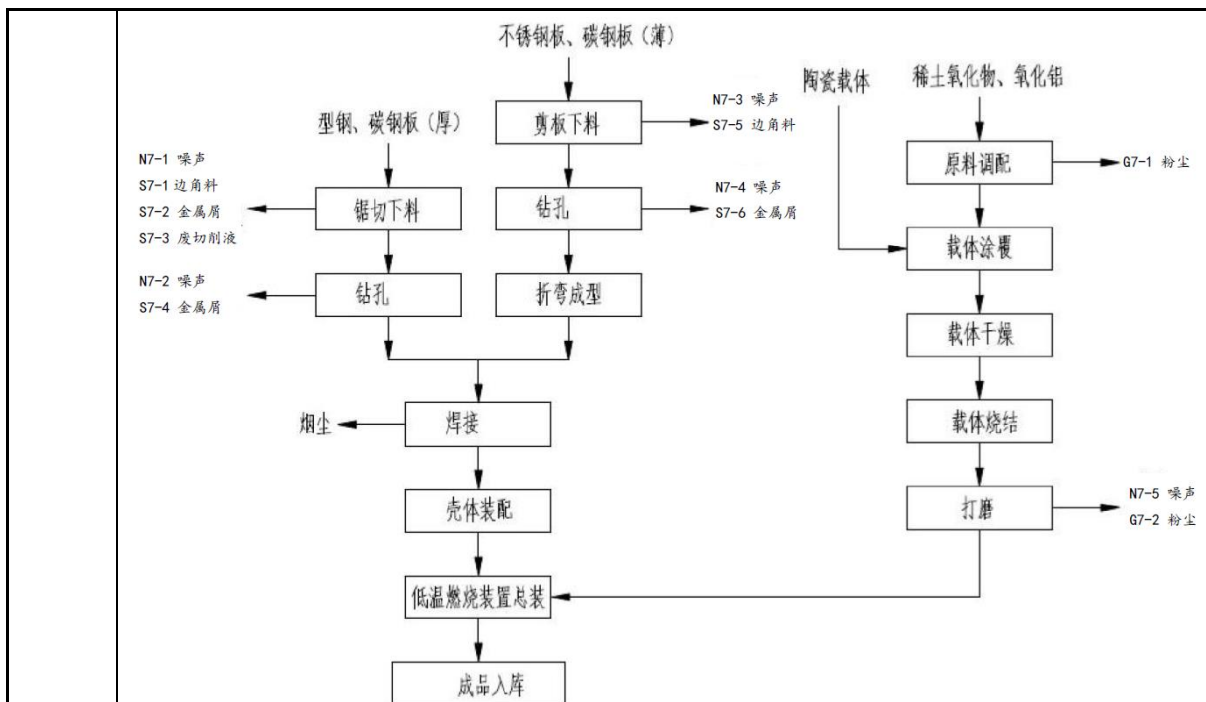 不锈钢板、碳钢板（薄）
陶瓷载体
稀土氧化物、氧化铝
型钢、碳钢板（厚）
剪板下料
N7-3 噪声
S7-5 边角料
原料调配
G7-1 粉尘
N7-1 噪声
S7-1 边角料
S7-2 金属屑
S7-3 废切削液
锯切下料
钻孔
N7-4 噪声
S7-6 金属屑
载体涂覆
N7-2 噪声
S7-4 金属屑
钻孔
折弯成型
载体干燥
烟尘
焊接
载体烧结
壳体装配
打磨
N7-5 噪声
G7-2 粉尘
低温燃烧装置总装
成品入库